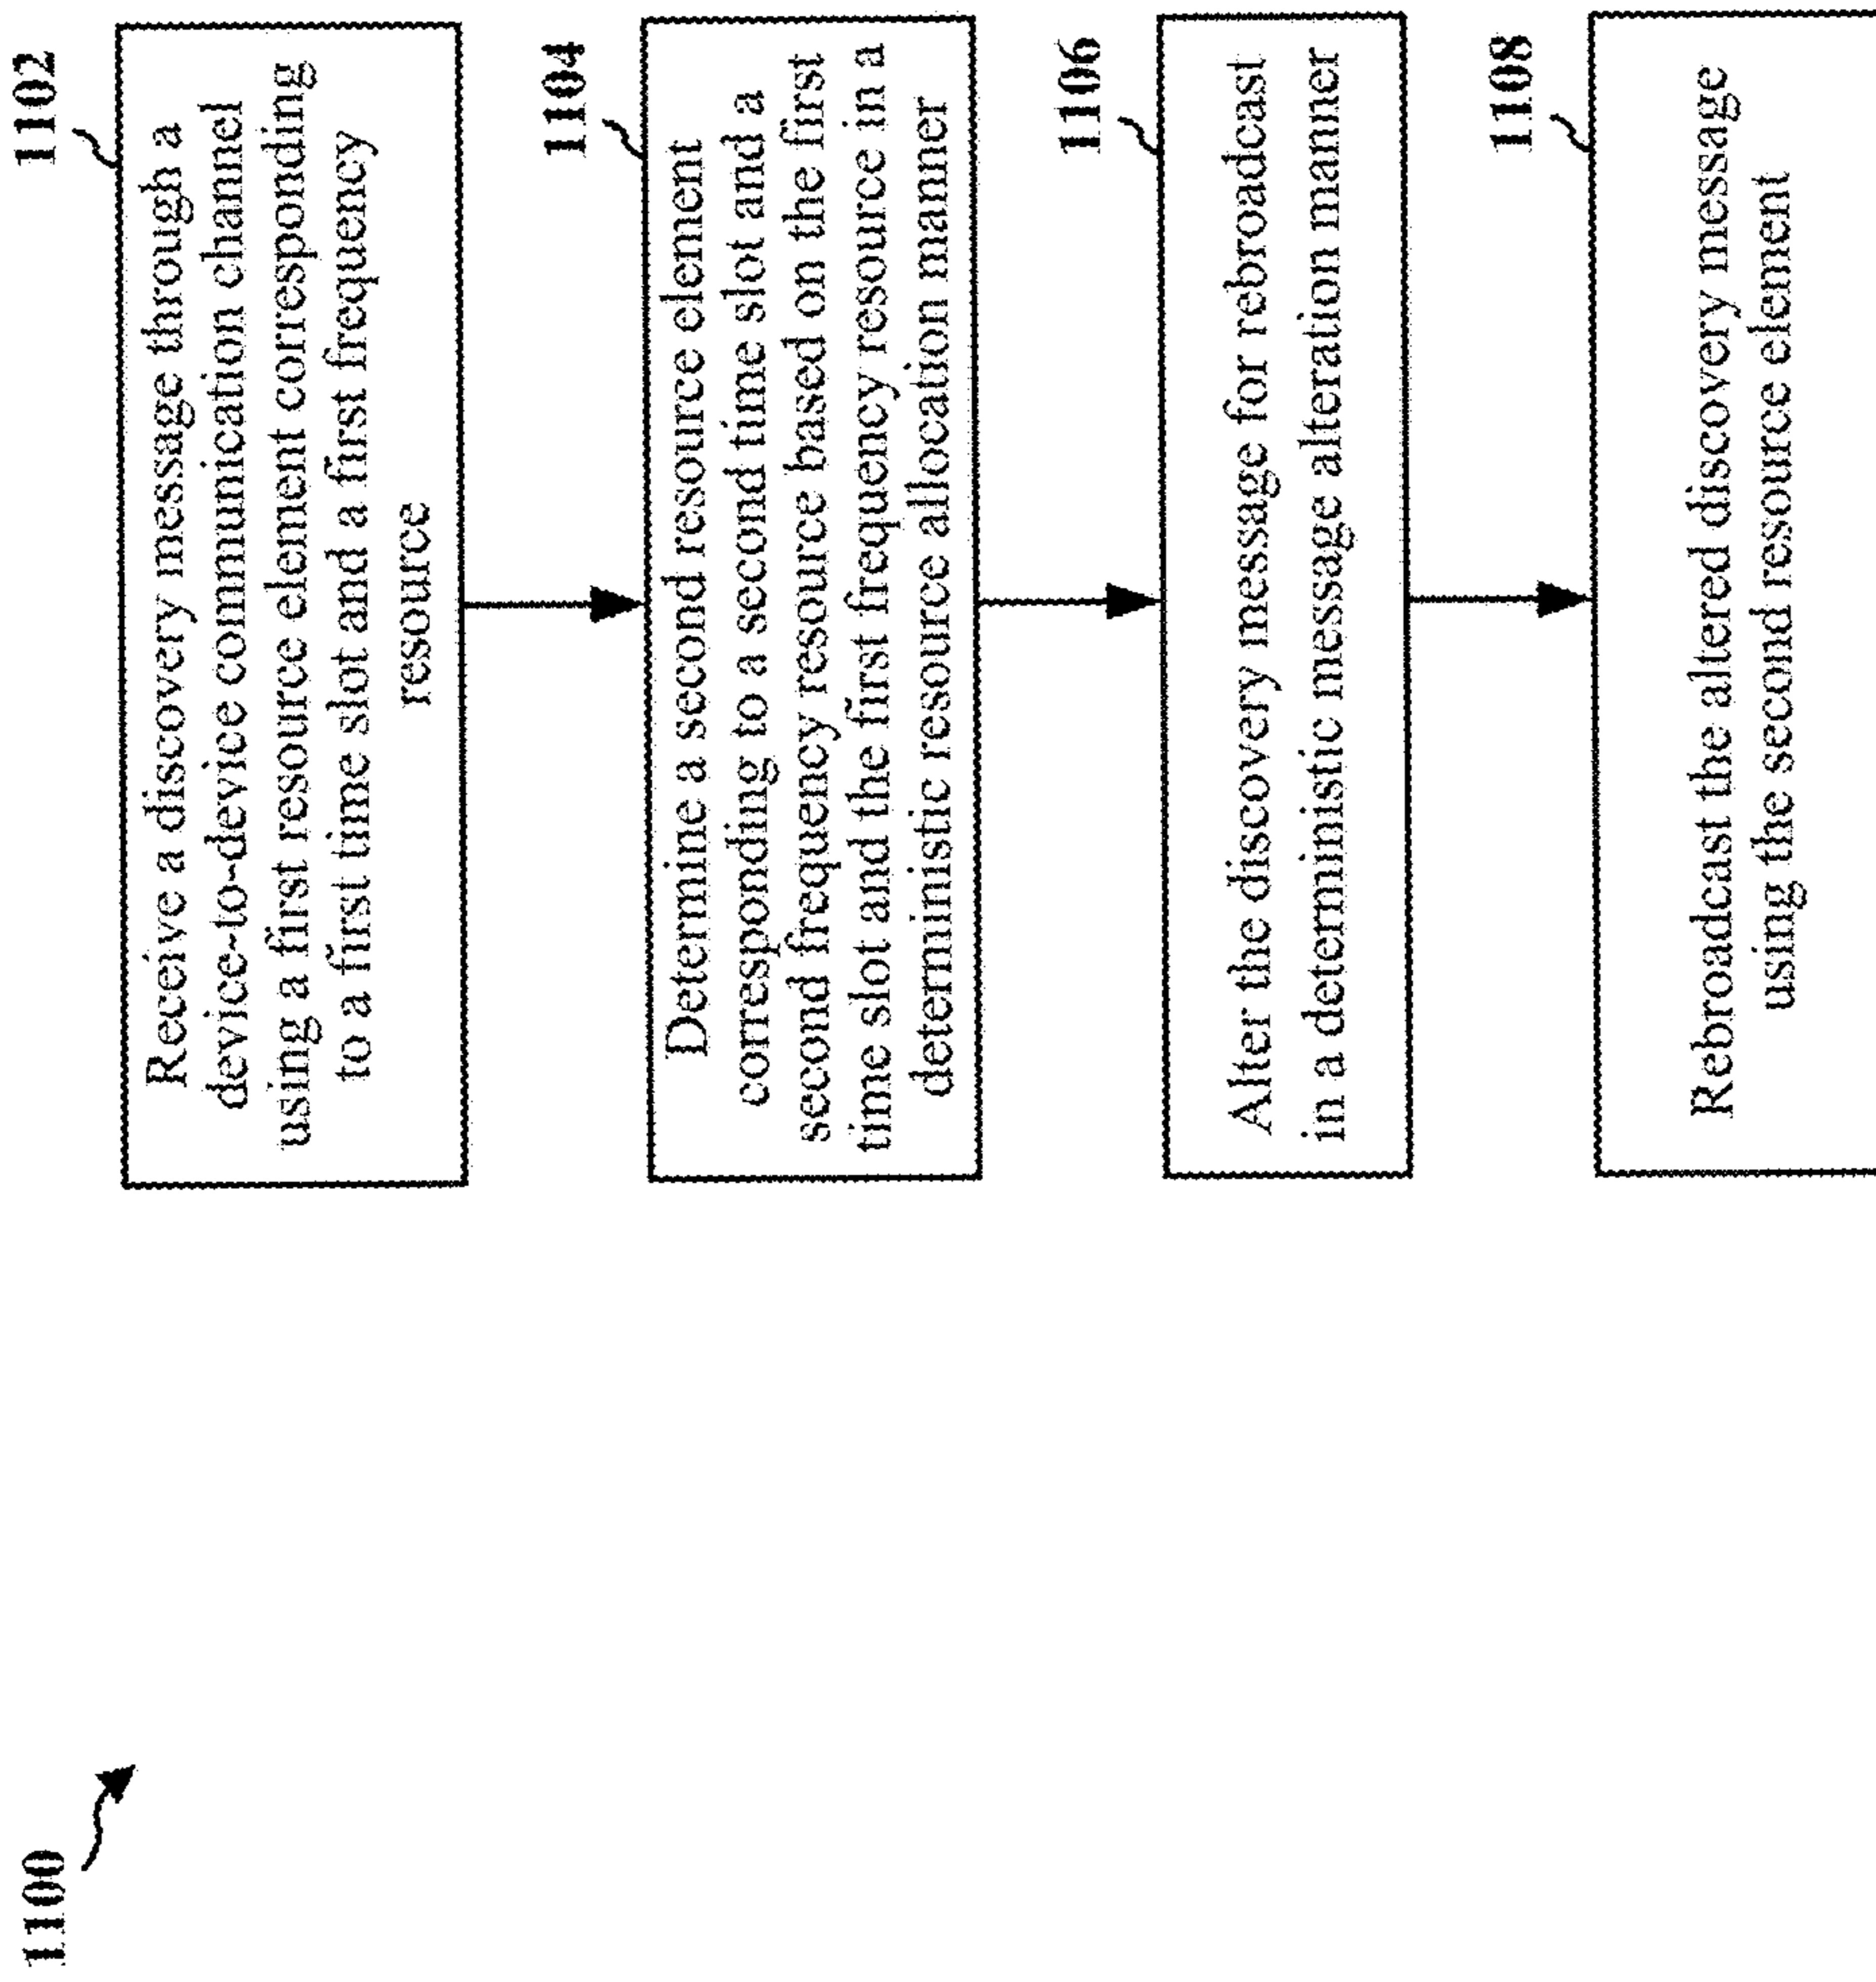 1100
1102
Receive a discovery message through a
device-to-device communication channel
using a first resource element corresponding
to a first time slot and a first frequency
resource
1104
Determine a second resource element
corresponding to a second time slot and a
second frequency resource based on the first
time slot and the first frequency resource in a
deterministic resource allocation manner
1106
Alter the discovery message for rebroadcast
in a deterministic message alteration manner
1108
Rebroadcast the altered discovery message
using the second resource element